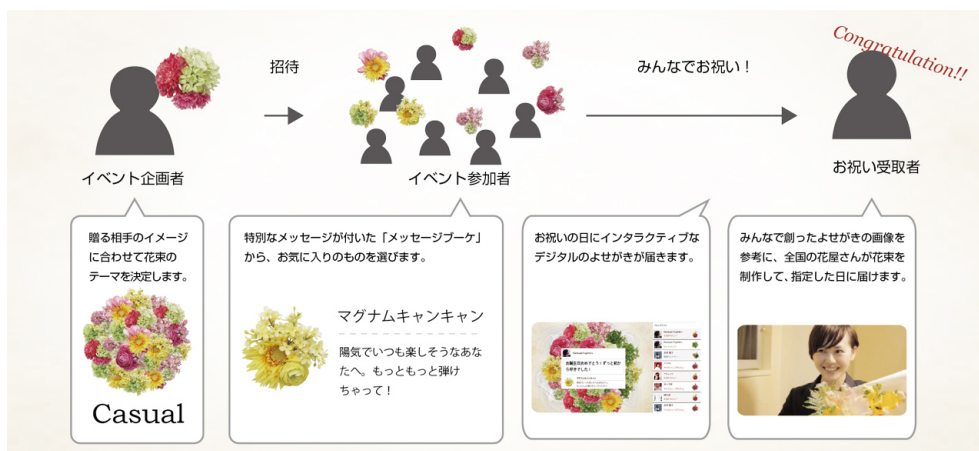 Congratulation!!
招待
みんなでお祝い！
イベント企画者
イベント参加者
お祝い受取者
贈る相手のイメージ
に合わせて花束の
テーマを決定します。
Casual
特別なメッセージが付いた「メッセージブーケ」
から、お気に入りのものを選びます。
マグナムキャンキャン
陽気でいつも楽しそうなあな
たへ。もっともっと弾け
ちゃって！
お祝いの日にインタラクティブな
デジタルのよせがきが届きます。
みんなで創ったよせがきの画像を
参考に、全国の花屋さんが花束を
制作して、指定した日に届けます。